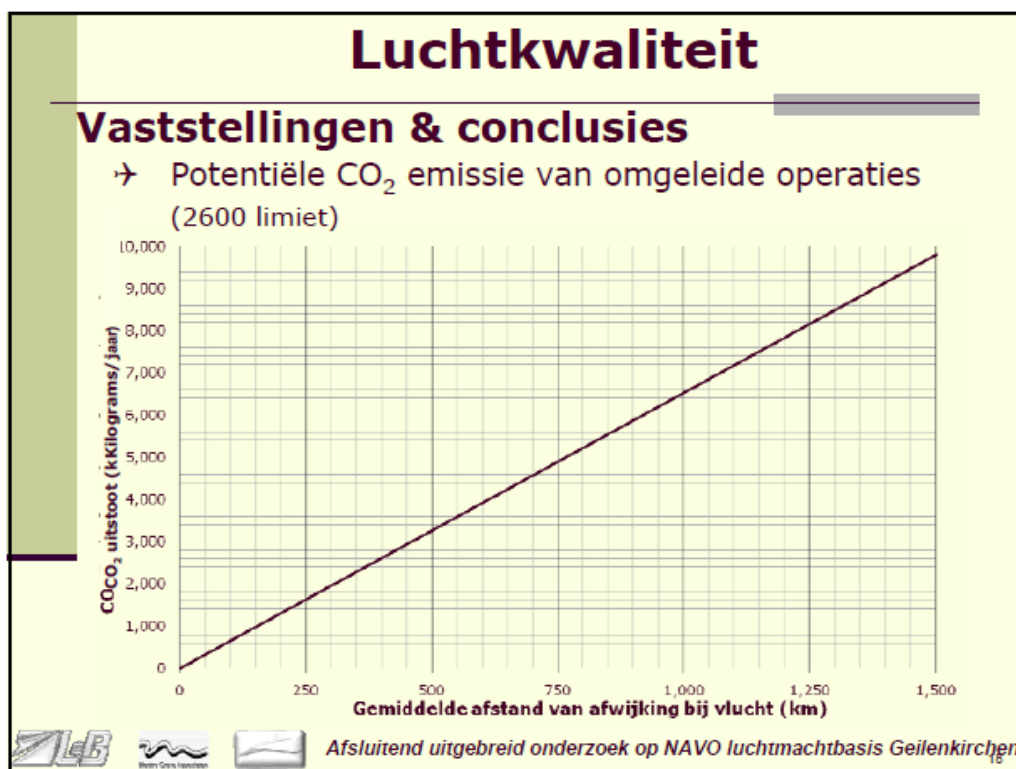 Luchtkwaliteit
Vaststellingen & conclusies
✈ Potentiële CO₂ emissie van omgeleide operaties
(2600 limiet)
10,000
9,000
8,000
7,000
6,000
5,000
4,000
3,000
2,000
1,000
0
COCO₂ uitstoot (kKilograms/jaar)
0 250 500 750 1,000 1,250 1,500
Gemiddelde afstand van afwijking bij vlucht (km)
LcB
Afsluitend uitgebreid onderzoek op NAVO luchtmachtbasis Geilenkirchen